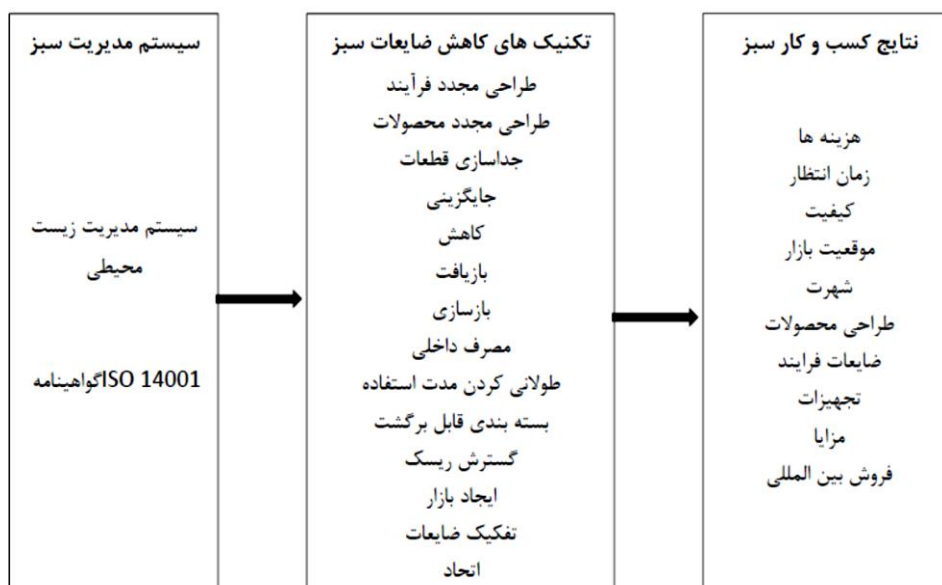 سیستم مدیریت سبز
سیستم مدیریت زیست
محیطی
گواهینامهISO 14001
تکنیک های کاهش ضایعات سبز
طراحی مجدد فرآیند
طراحی مجدد محصولات
جداسازی قطعات
جایگزینی
کاهش
بازیافت
بازسازی
مصرف داخلی
طولانی کردن مدت استفاده
بسته بندی قابل برگشت
گسترش ریسک
ایجاد بازار
تفکیک ضایعات
اتحاد
نتایج کسب و کار سبز
هزینه ها
زمان انتظار
کیفیت
موقعیت بازار
شهرت
طراحی محصولات
ضایعات فرایند
تجهیزات
مزایا
فروش بین المللی